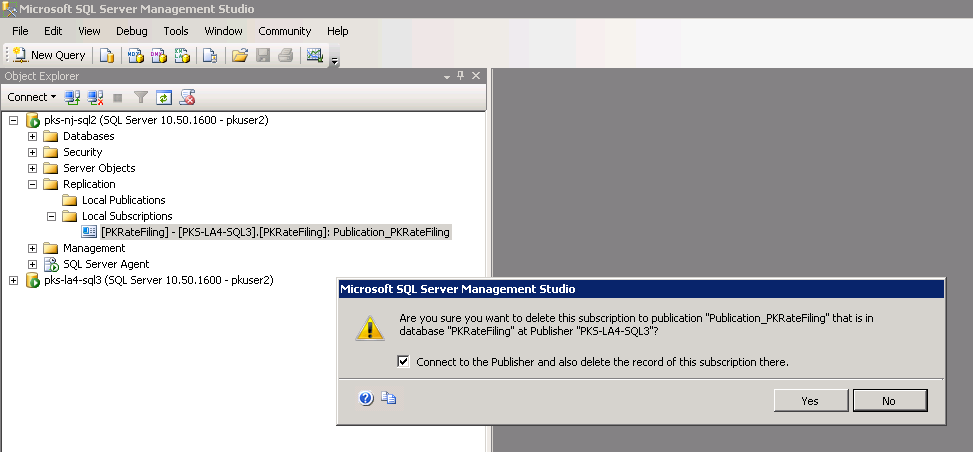 Microsoft SQL Server Management Studio
File Edit View Debug Tools Window Community Help
New Query
Object Explorer
Connect
pks-nj-sql2 (SQL Server 10.50.1600 - pkuser2)
Databases
Security
Server Objects
Replication
Local Publications
Local Subscriptions
[PKRateFiling] - [PKS-LA4-SQL3].[PKRateFiling]: Publication_PKRateFiling
Management
SQL Server Agent
pks-la4-sql3 (SQL Server 10.50.1600 - pkuser2)
Microsoft SQL Server Management Studio
Are you sure you want to delete this subscription to publication "Publication_PKRateFiling" that is in
database "PKRateFiling" at Publisher "PKS-LA4-SQL3"?
Connect to the Publisher and also delete the record of this subscription there.
Yes No